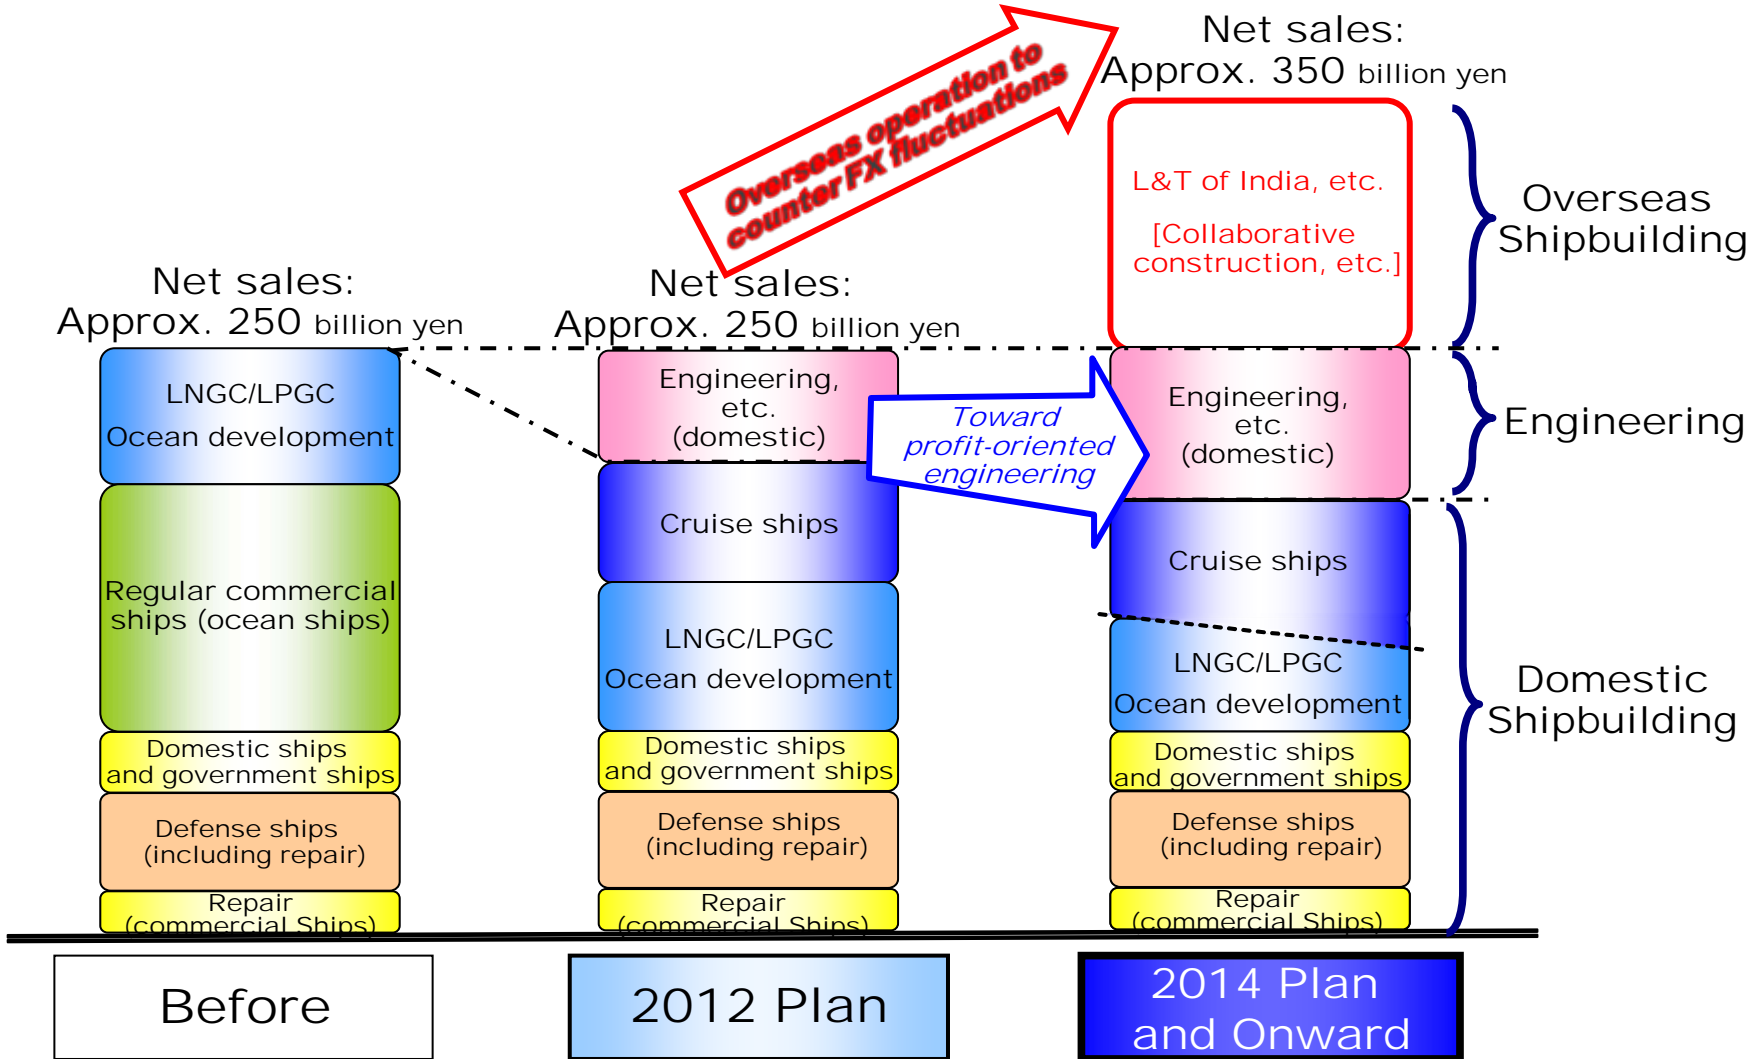 Net sales:
Approx. 350 billion yen
Overseas operation to
counter FX fluctuations
L&T of India, etc.
[Collaborative
construction, etc.]
Overseas
Shipbuilding
Net sales:
Approx. 250 billion yen
Net sales:
Approx. 250 billion yen
LNGC/LPGC
Ocean development
Regular commercial
ships (ocean ships)
Domestic ships
and government ships
Defense ships
(including repair)
Repair
(commercial Ships)
Before
Engineering,
etc.
(domestic)
Cruise ships
LNGC/LPGC
Ocean development
Domestic ships
and government ships
Defense ships
(including repair)
Repair
(commercial Ships)
2012 Plan
Toward
profit-oriented
engineering
Engineering,
etc.
(domestic)
Cruise ships
LNGC/LPGC
Ocean development
Domestic ships
and government ships
Defense ships
(including repair)
Repair
(commercial Ships)
2014 Plan
and Onward
Engineering
Domestic
Shipbuilding